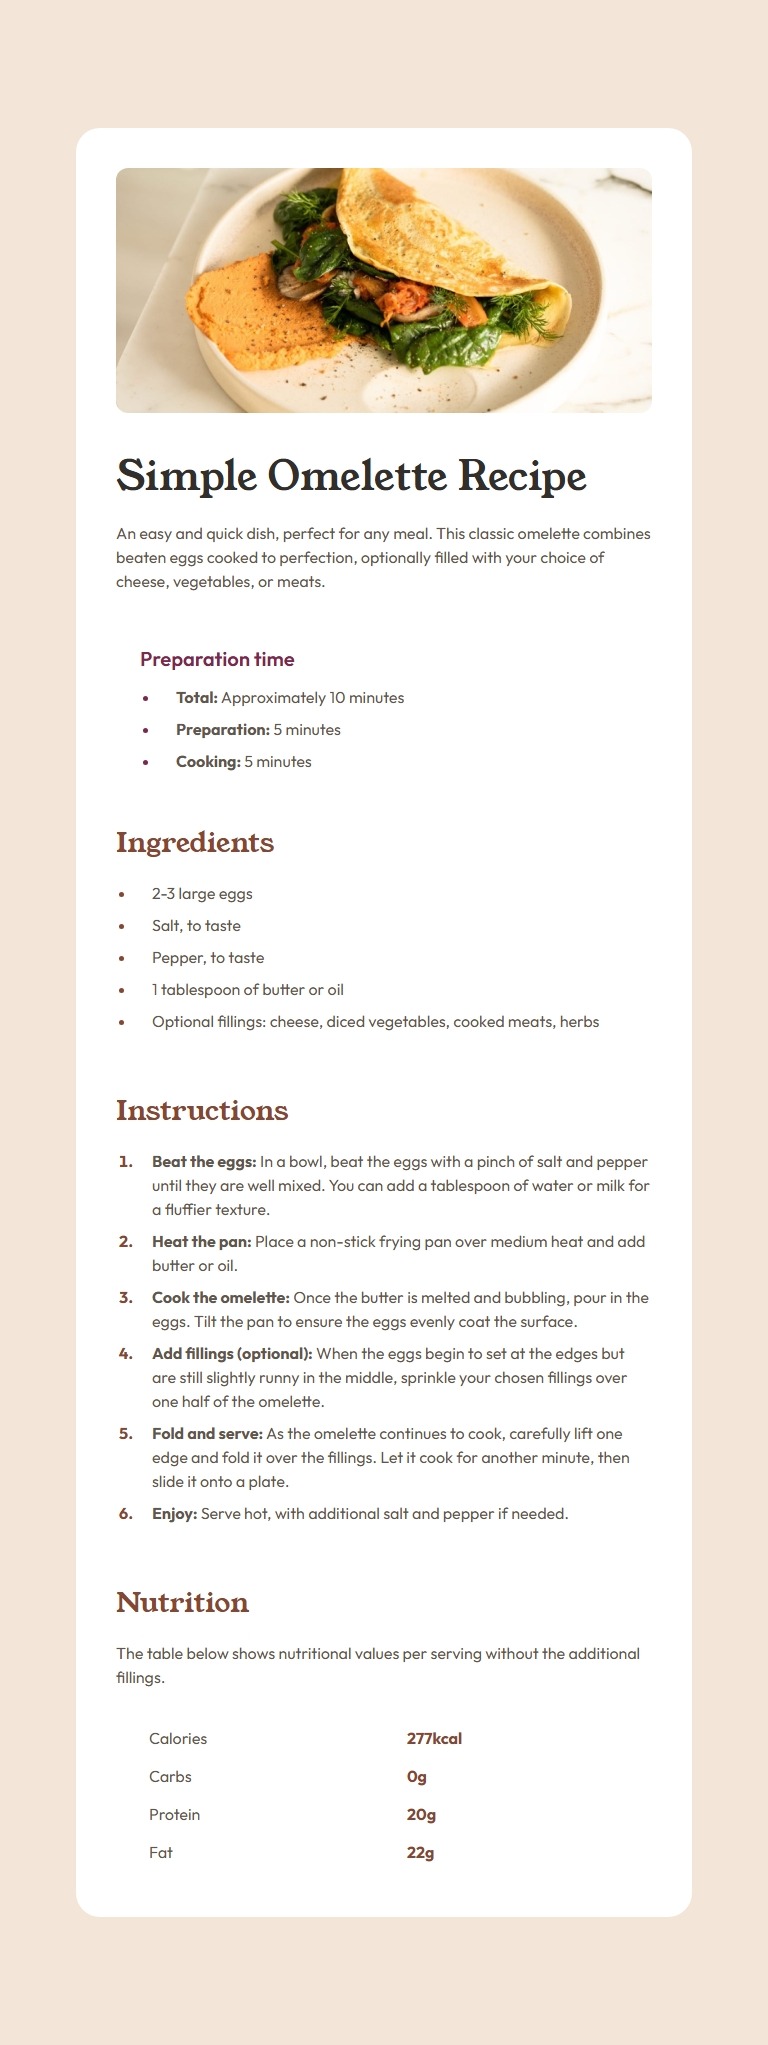 Simple Omelette Recipe
An easy and quick dish, perfect for any meal. This classic omelette combines
beaten eggs cooked to perfection, optionally filled with your choice of
cheese, vegetables, or meats.
Preparation time
• Total: Approximately 10 minutes
• Preparation: 5 minutes
• Cooking: 5 minutes
Ingredients
• 2-3 large eggs
• Salt, to taste
• Pepper, to taste
• 1 tablespoon of butter or oil
• Optional fillings: cheese, diced vegetables, cooked meats, herbs
Instructions
1. Beat the eggs: In a bowl, beat the eggs with a pinch of salt and pepper
until they are well mixed. You can add a tablespoon of water or milk for
a fluffier texture.
2. Heat the pan: Place a non-stick frying pan over medium heat and add
butter or oil.
3. Cook the omelette: Once the butter is melted and bubbling, pour in the
eggs. Tilt the pan to ensure the eggs evenly coat the surface.
4. Add fillings (optional): When the eggs begin to set at the edges but
are still slightly runny in the middle, sprinkle your chosen fillings over
one half of the omelette.
5. Fold and serve: As the omelette continues to cook, carefully lift one
edge and fold it over the fillings. Let it cook for another minute, then
slide it onto a plate.
6. Enjoy: Serve hot, with additional salt and pepper if needed.
Nutrition
The table below shows nutritional values per serving without the additional
fillings.
Calories 277kcal
Carbs 0g
Protein 20g
Fat 22g